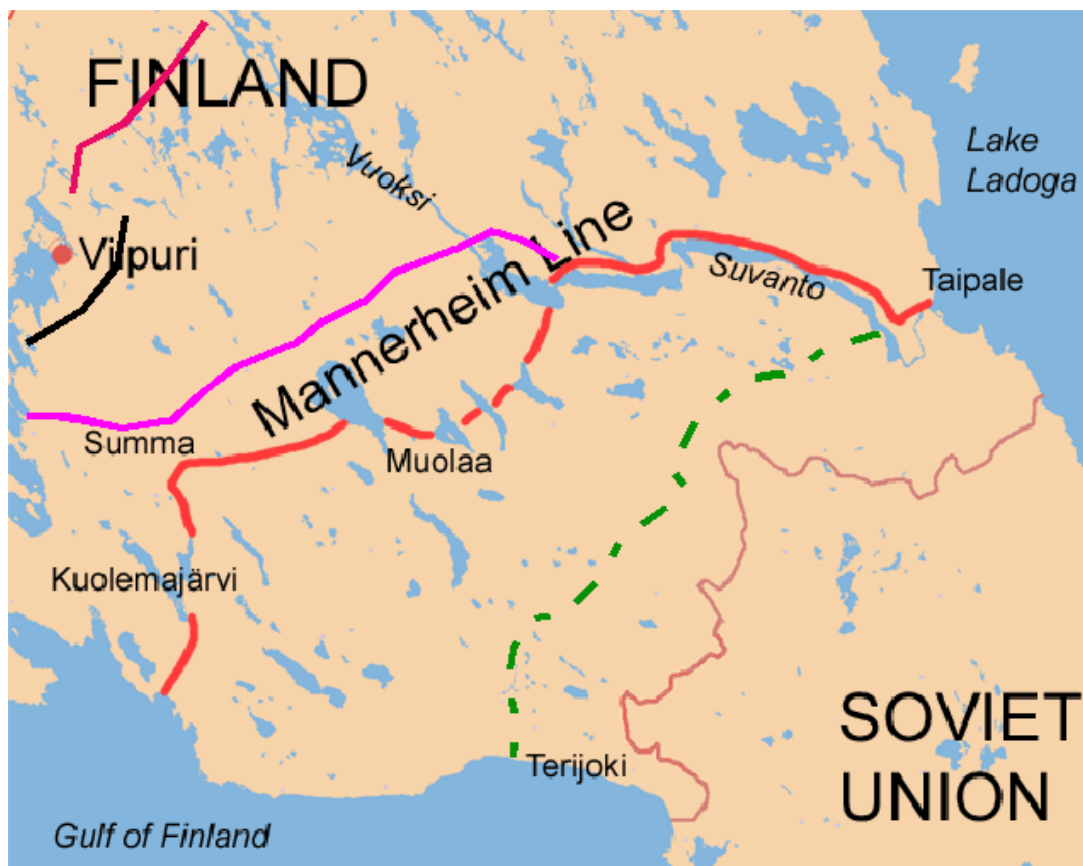 FINLAND
Lake
Ladoga
Vuoksi
Viipuri
Mannerheim Line
Suvanto
Taipale
Summa
Muolaa
Kuolemajärvi
SOVIET
UNION
Terijoki
Gulf of Finland